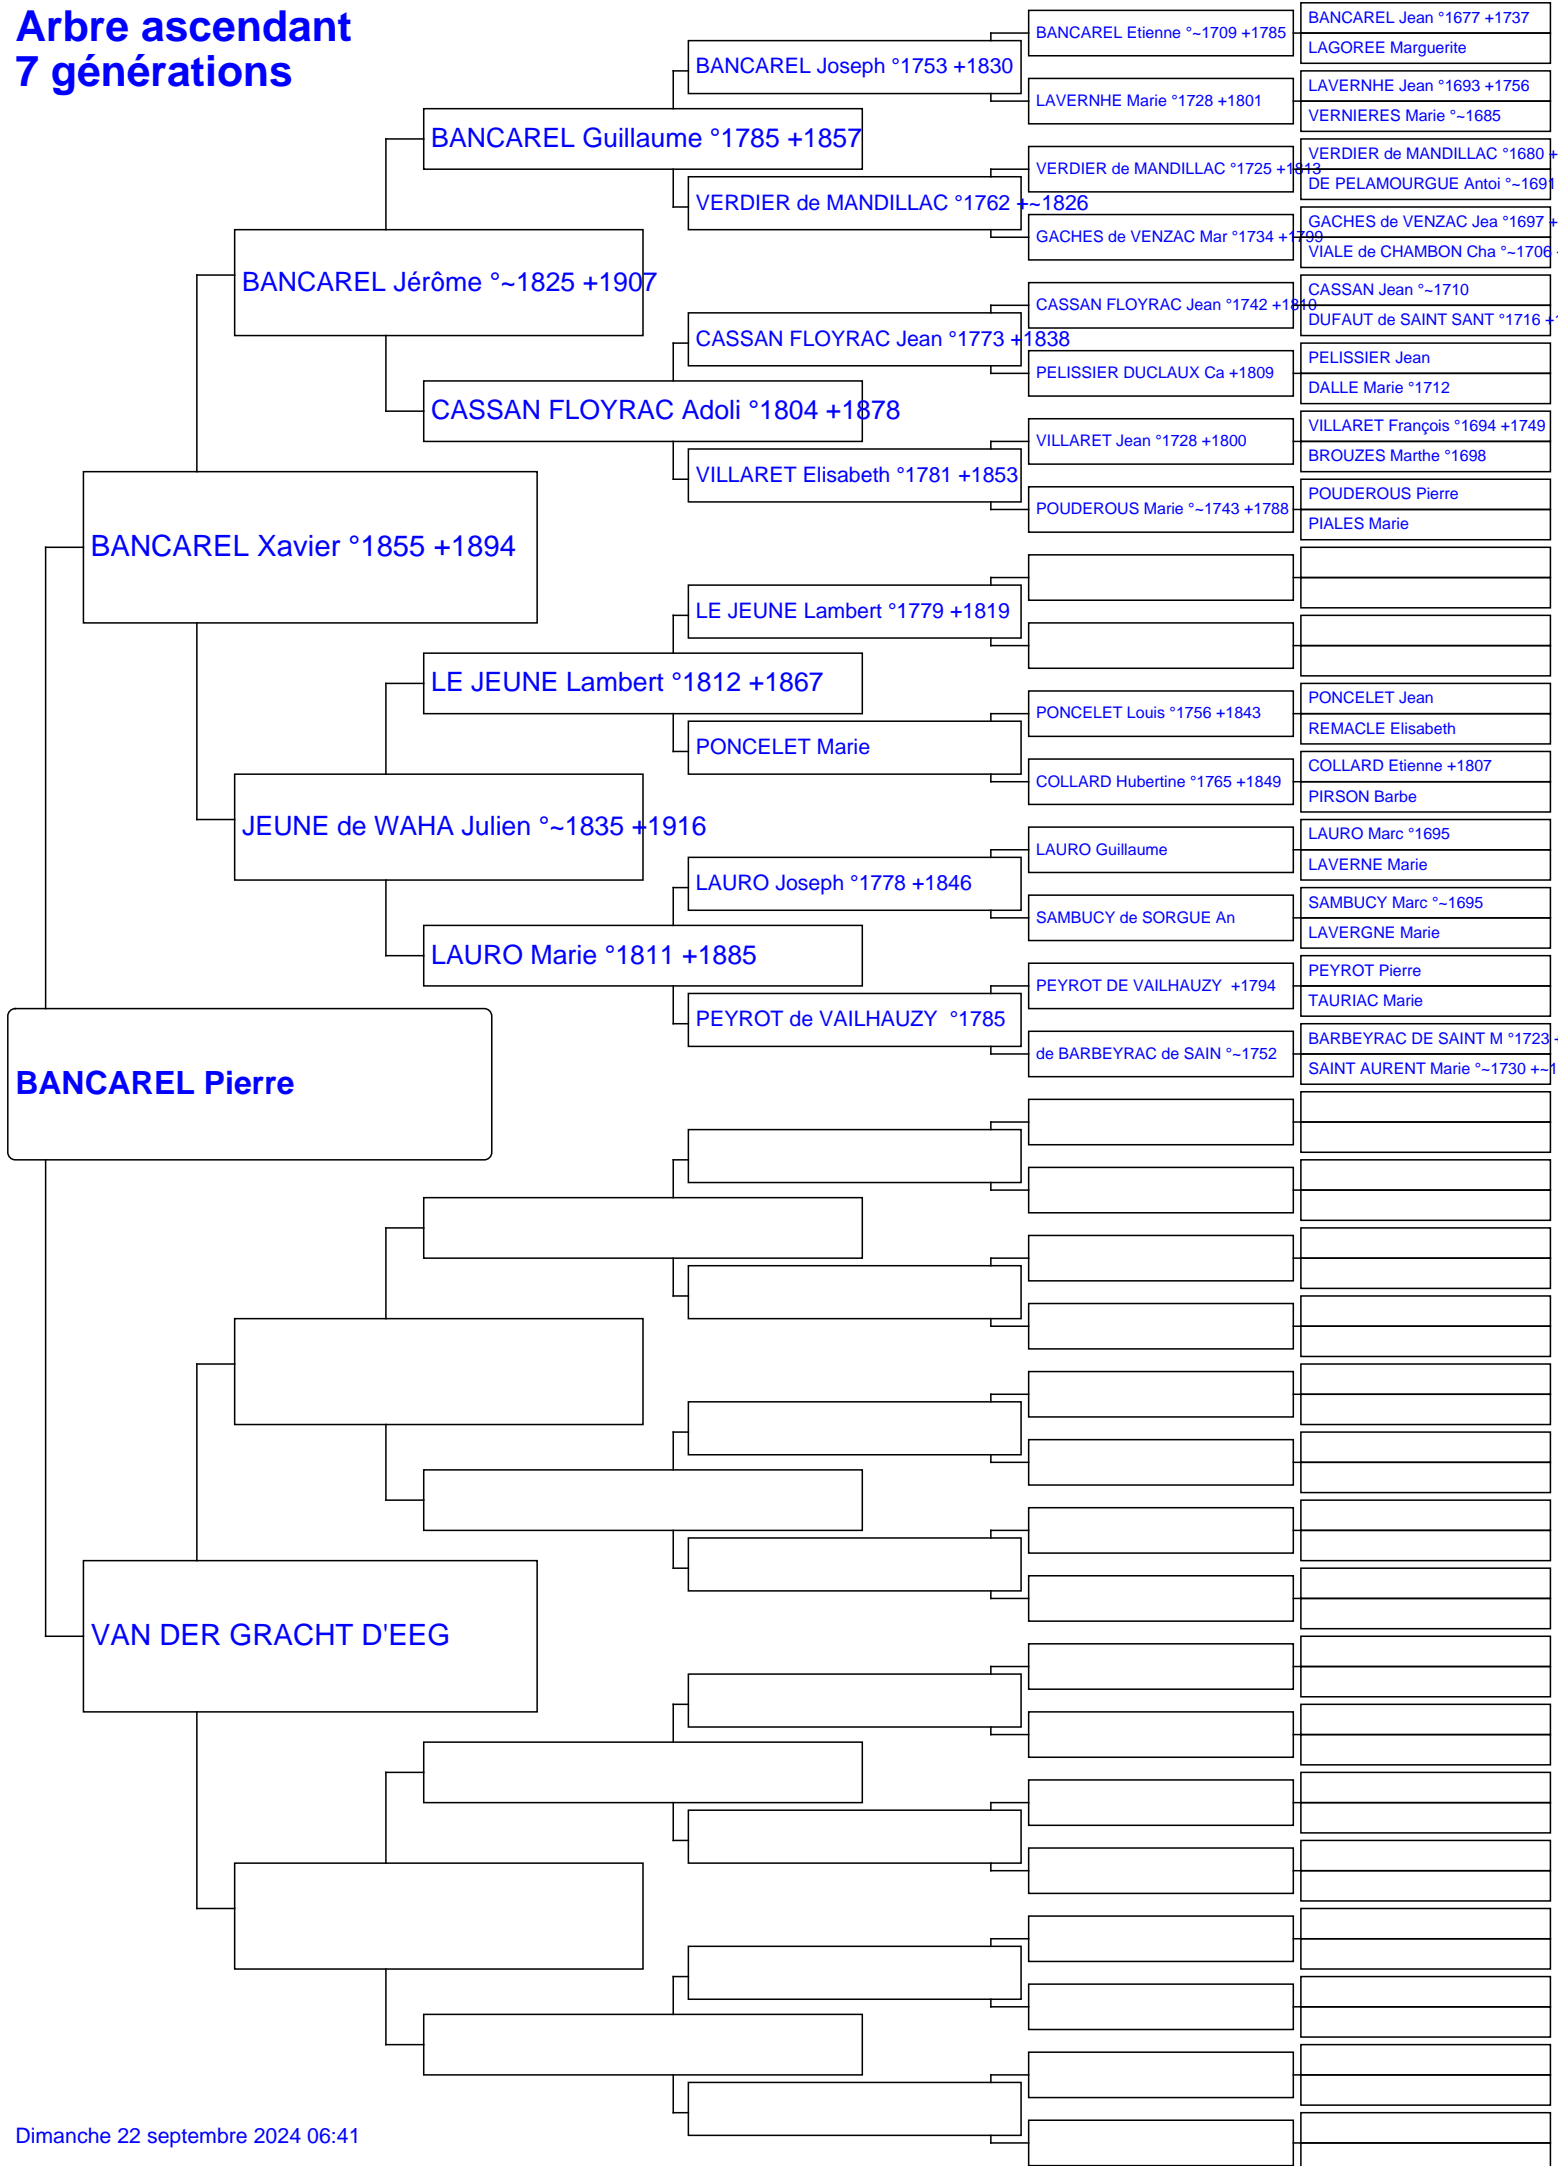 Arbre ascendant
7 générations
BANCAREL Pierre
BANCAREL Xavier °1855 +1894
VAN DER GRACHT D'EEG
BANCAREL Jérôme °~1825 +1907
JEUNE de WAHA Julien °~1835 +1916
BANCAREL Guillaume °1785 +1857
CASSAN FLOYRAC Adoli °1804 +1878
LE JEUNE Lambert °1812 +1867
LAURO Marie °1811 +1885
BANCAREL Joseph °1753 +1830
VERDIER de MANDILLAC °1762 +~1826
CASSAN FLOYRAC Jean °1773 +1838
VILLARET Elisabeth °1781 +1853
LE JEUNE Lambert °1779 +1819
PONCELET Marie
LAURO Joseph °1778 +1846
PEYROT de VAILHAUZY °1785
BANCAREL Etienne °~1709 +1785
LAVERNHE Marie °1728 +1801
VERDIER de MANDILLAC °1725 +1813
GACHES de VENZAC Mar °1734 +1799
CASSAN FLOYRAC Jean °1742 +1810
PELISSIER DUCLAUX Ca +1809
VILLARET Jean °1728 +1800
POUDEROUS Marie °~1743 +1788
PONCELET Louis °1756 +1843
COLLARD Hubertine °1765 +1849
LAURO Guillaume
SAMBUCY de SORGUE An
PEYROT DE VAILHAUZY +1794
de BARBEYRAC de SAIN °~1752
BANCAREL Jean °1677 +1737
LAGOREE Marguerite
LAVERNHE Jean °1693 +1756
VERNIERES Marie °~1685
VERDIER de MANDILLAC °1680 +
DE PELAMOURGUE Antoi °~1691
GACHES de VENZAC Jea °1697 +
VIALE de CHAMBON Cha °~1706
CASSAN Jean °~1710
DUFAUT de SAINT SANT °1716 +
PELISSIER Jean
DALLE Marie °1712
VILLARET François °1694 +1749
BROUZES Marthe °1698
POUDEROUS Pierre
PIALES Marie
PONCELET Jean
REMACLE Elisabeth
COLLARD Etienne +1807
PIRSON Barbe
LAURO Marc °1695
LAVERNE Marie
SAMBUCY Marc °~1695
LAVERGNE Marie
PEYROT Pierre
TAURIAC Marie
BARBEYRAC DE SAINT M °1723 +
SAINT AURENT Marie °~1730 +~1
Dimanche 22 septembre 2024 06:41